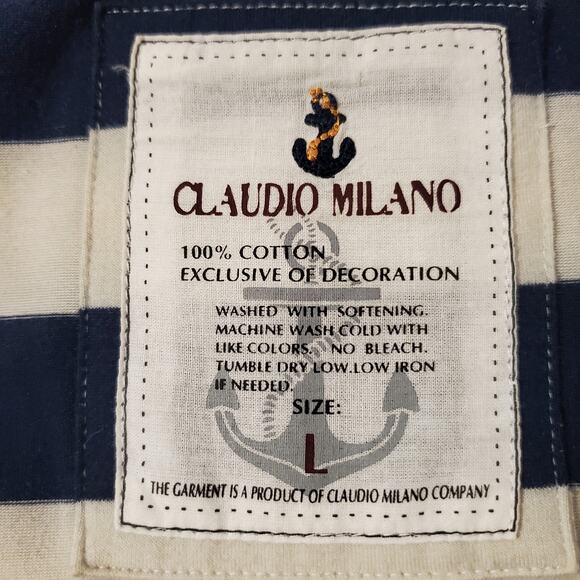 CLAUDIO MILANO
100% COTTON
EXCLUSIVE OF DECORATION
WASHED WITH SOFTENING.
MACHINE WASH COLD WITH
LIKE COLORS. NO BLEACH.
TUMBLE DRY LOW.LOW IRON
IF NEEDED.
SIZE:
L
THE GARMENT IS A PRODUCT OF CLAUDIO MILANO COMPANY